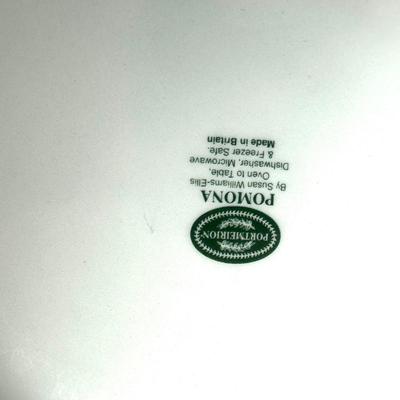 PORTMEIRION
POMONA
By Susan Williams-Ellis
Oven to Table,
Dishwasher, Microwave
& Freezer Safe.
Made in Britain